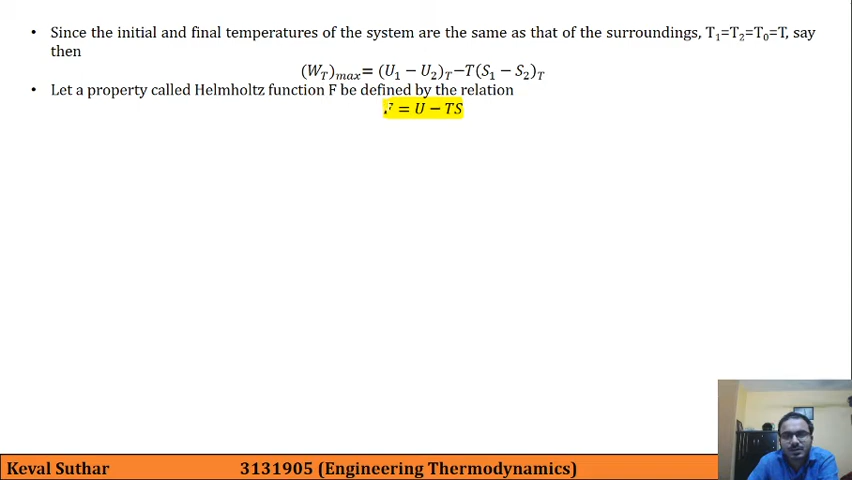 • Since the initial and final temperatures of the system are the same as that of the surroundings, T₁=T₂=T₀=T, say
then
(W_T)_max= (U₁ − U₂)_T−T(S₁ − S₂)_T
• Let a property called Helmholtz function F be defined by the relation
F = U − TS
Keval Suthar 3131905 (Engineering Thermodynamics)